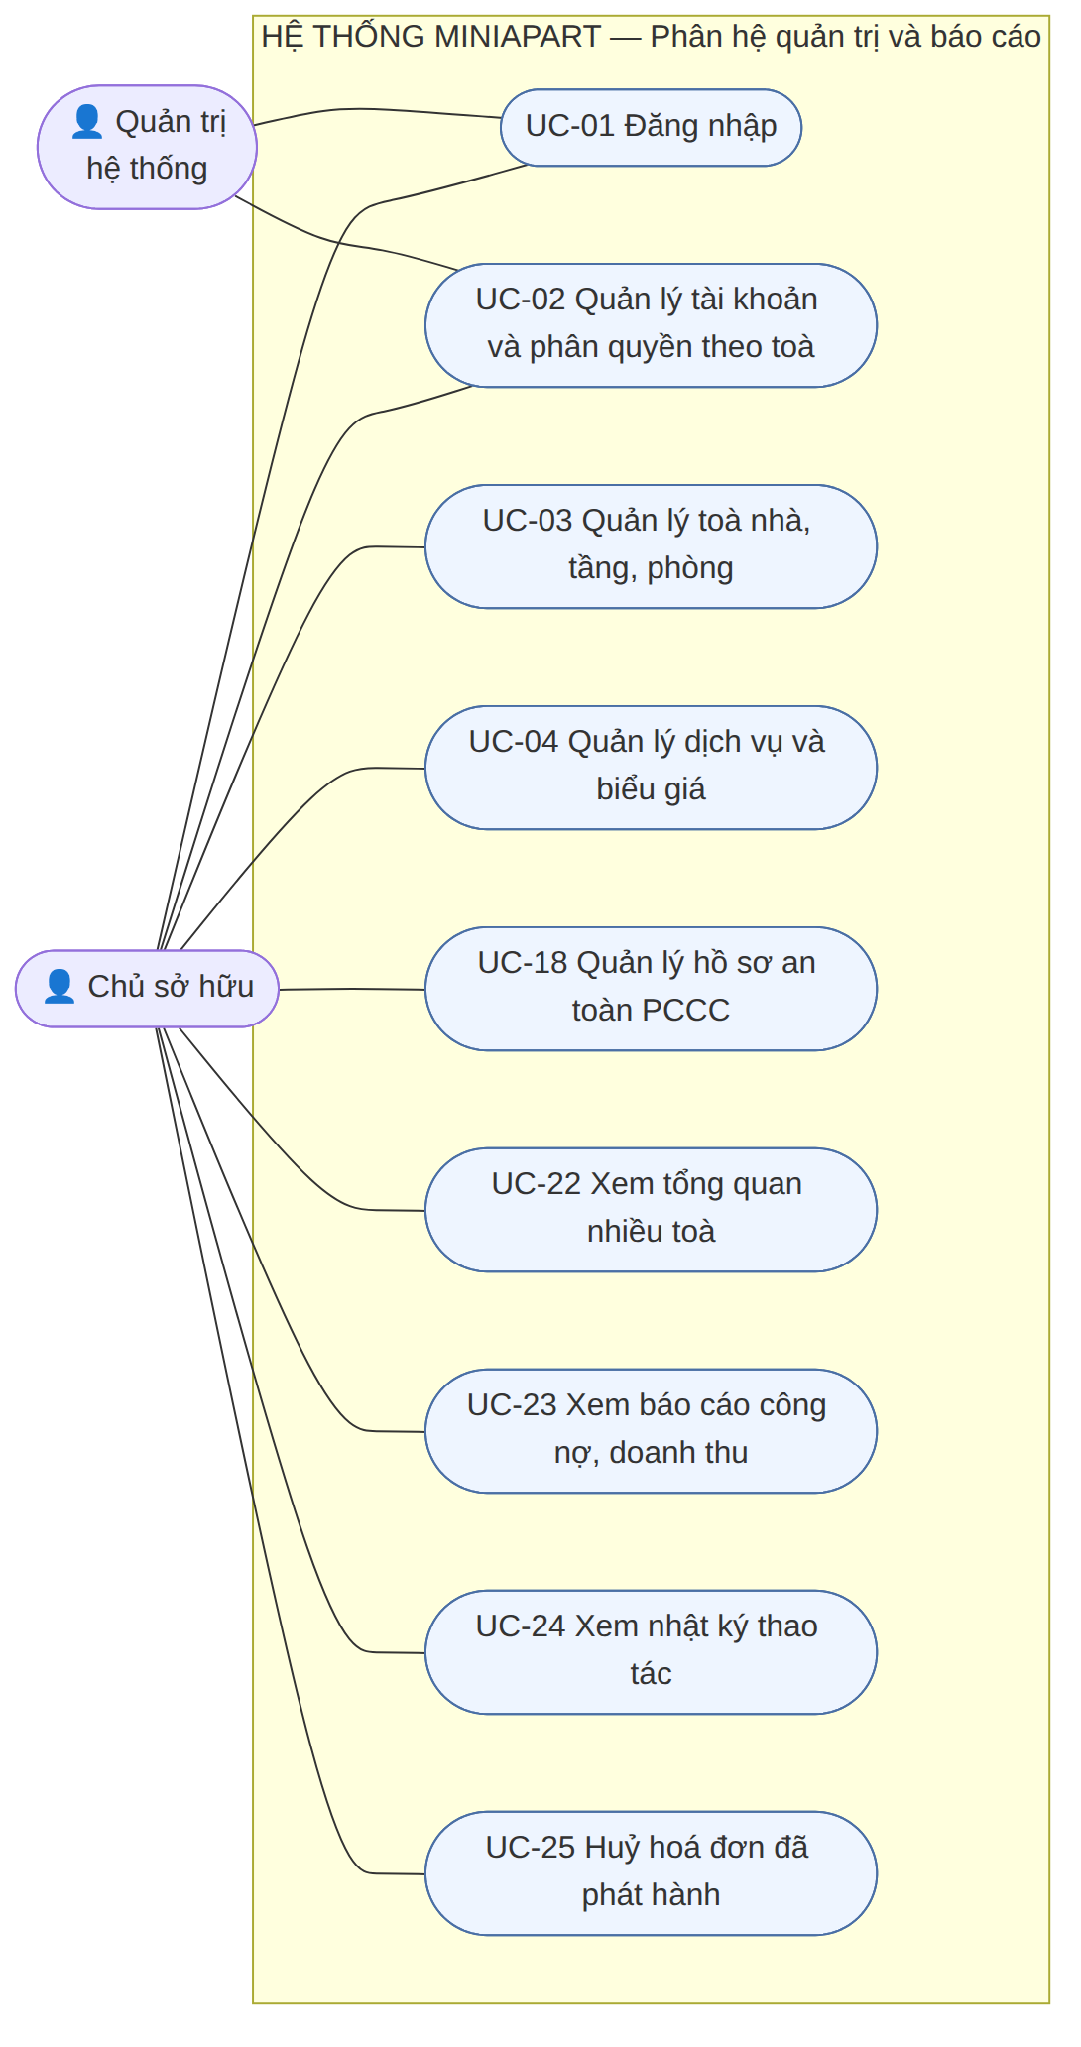 HỆ THỐNG MINIAPART — Phân hệ quản trị và báo cáo
Quản trị
hệ thống
UC-01 Đăng nhập
UC-02 Quản lý tài khoản
và phân quyền theo toà
UC-03 Quản lý toà nhà,
tầng, phòng
UC-04 Quản lý dịch vụ và
biểu giá
Chủ sở hữu
UC-18 Quản lý hồ sơ an
toàn PCCC
UC-22 Xem tổng quan
nhiều toà
UC-23 Xem báo cáo công
nợ, doanh thu
UC-24 Xem nhật ký thao
tác
UC-25 Huỷ hoá đơn đã
phát hành